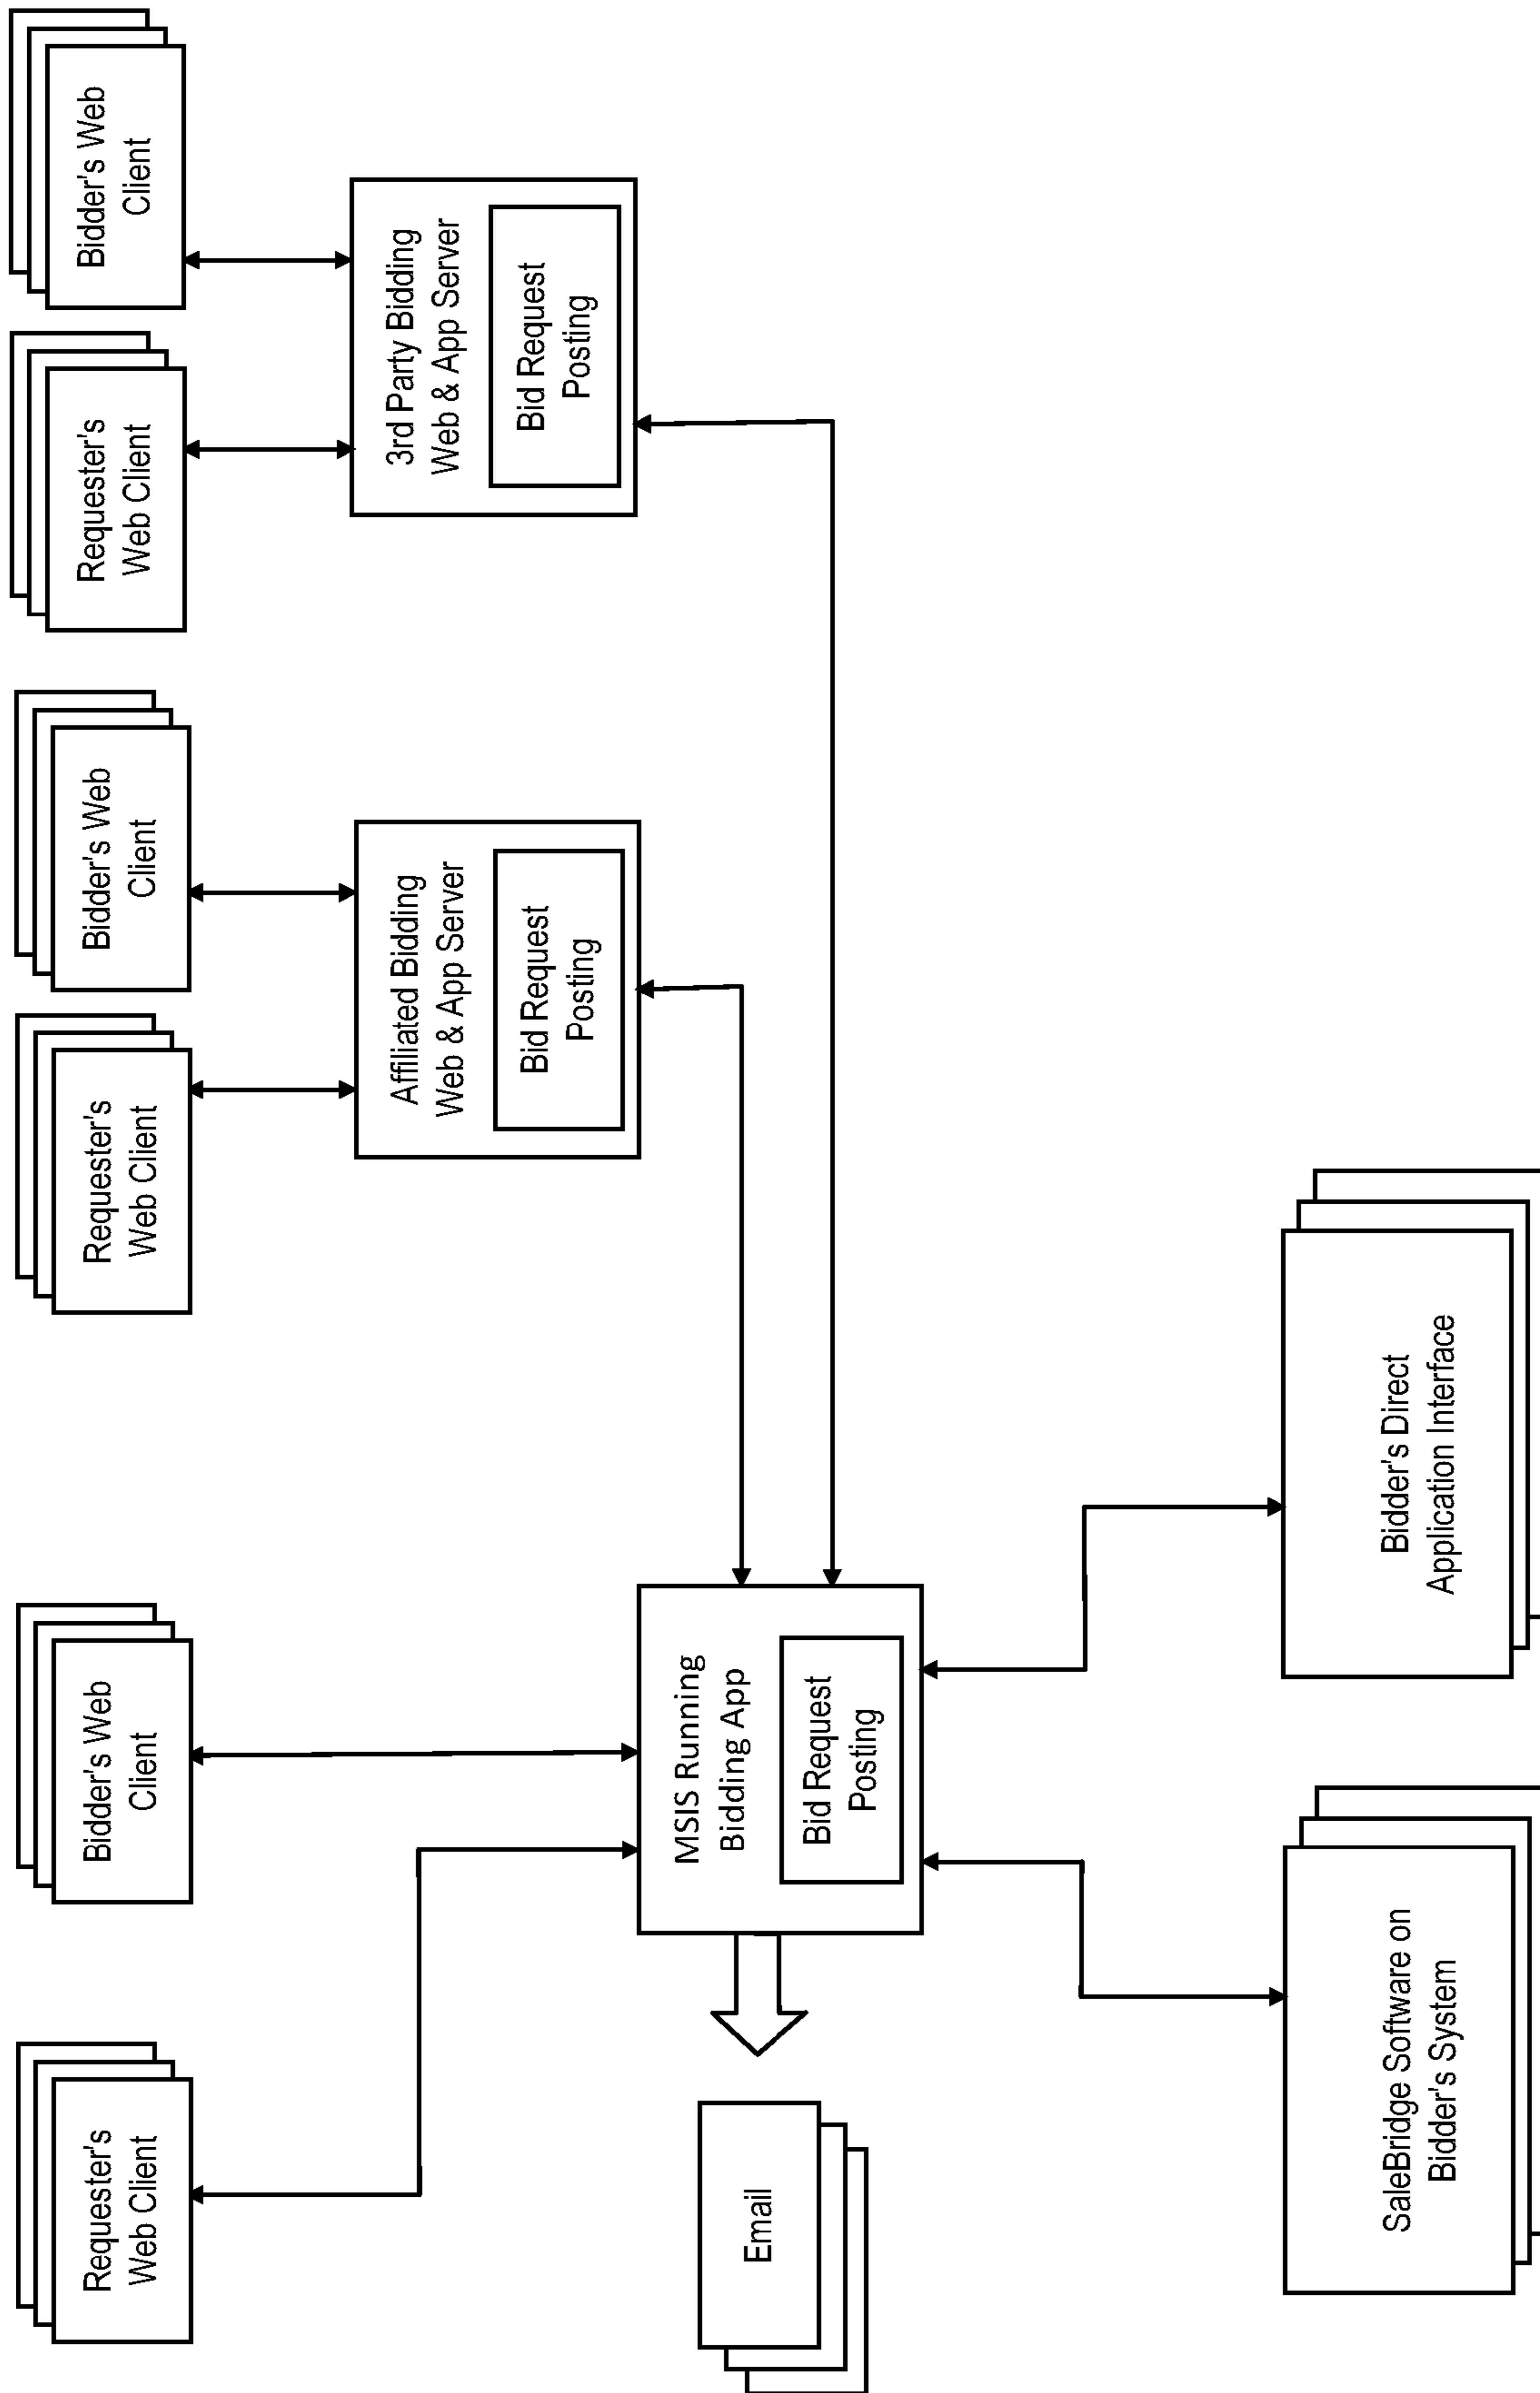 Requester's
Web Client
Bidder's Web
Client
Requester's
Web Client
Bidder's Web
Client
Requester's
Web Client
Bidder's Web
Client
Affiliated Bidding
Web & App Server
Bid Request
Posting
3rd Party Bidding
Web & App Server
Bid Request
Posting
Email
MSIS Running
Bidding App
Bid Request
Posting
SaleBridge Software on
Bidder's System
Bidder's Direct
Application Interface